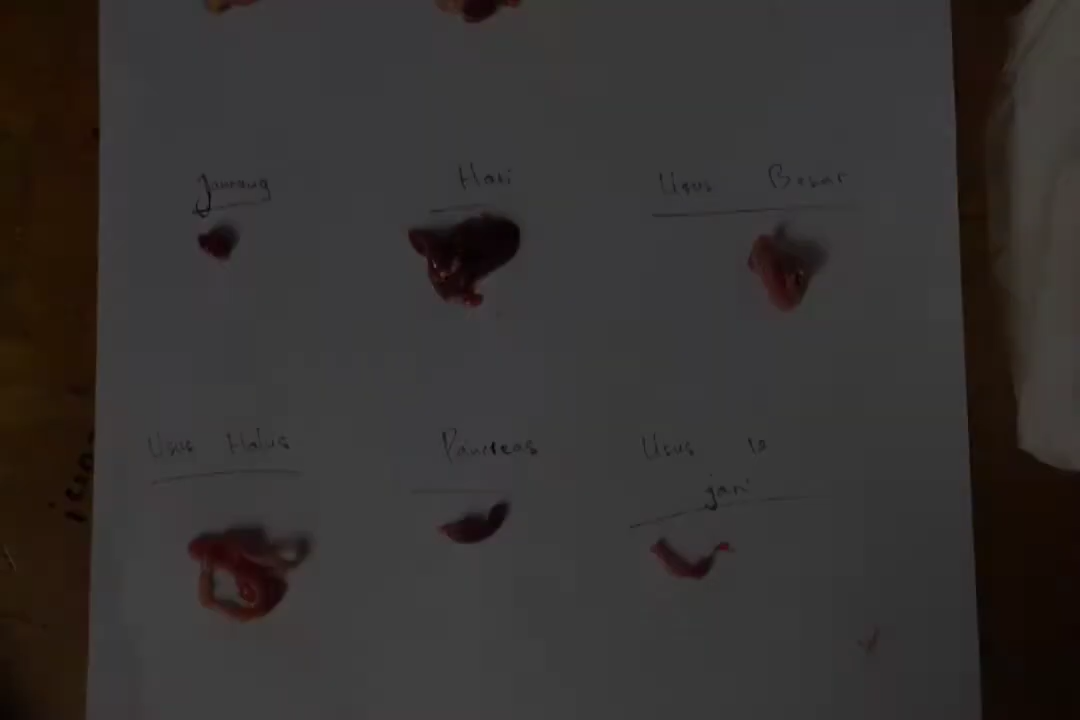 Jantung
Hati
Usus Besar
Usus Halus
Pancreas
Usus 12
jari